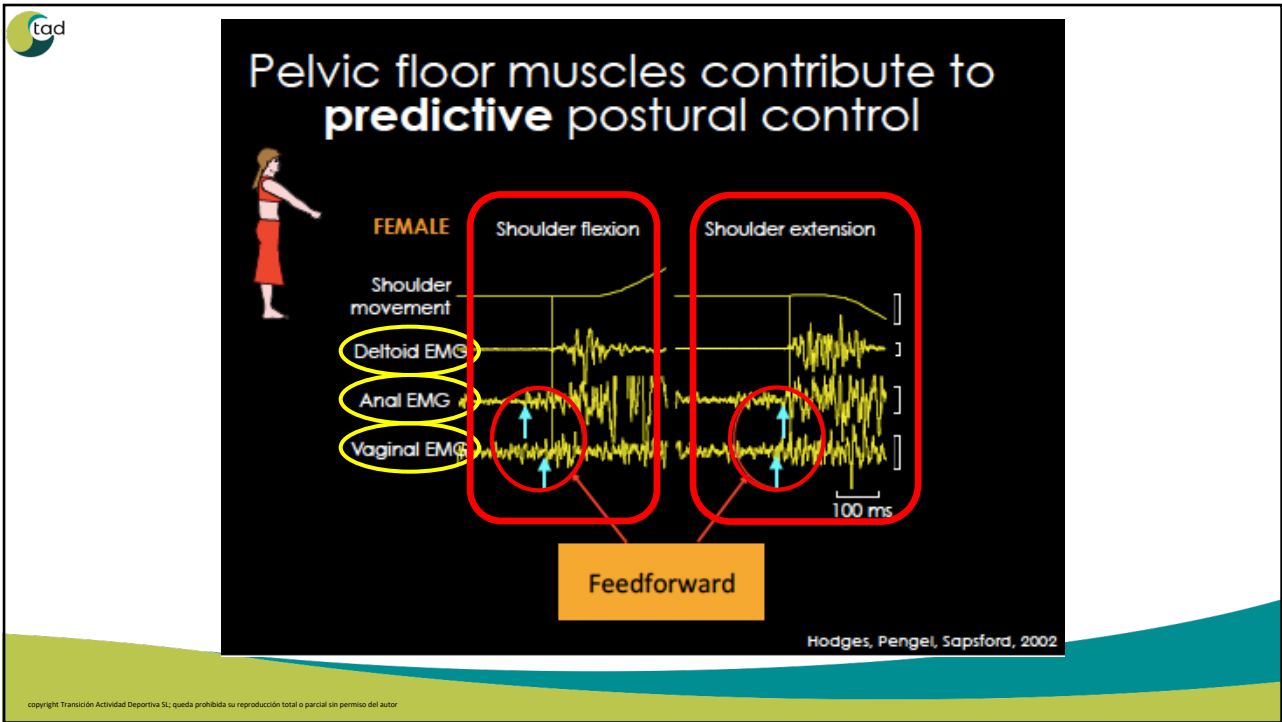 tad
Pelvic floor muscles contribute to
predictive postural control
FEMALE
Shoulder flexion
Shoulder extension
Shoulder
movement
Deltoid EMG
Anal EMG
Vaginal EMG
100 ms
Feedforward
Hodges, Pengel, Sapsford, 2002
copyright Transición Actividad Deportiva SL; queda prohibida su reproducción total o parcial sin permiso del autor